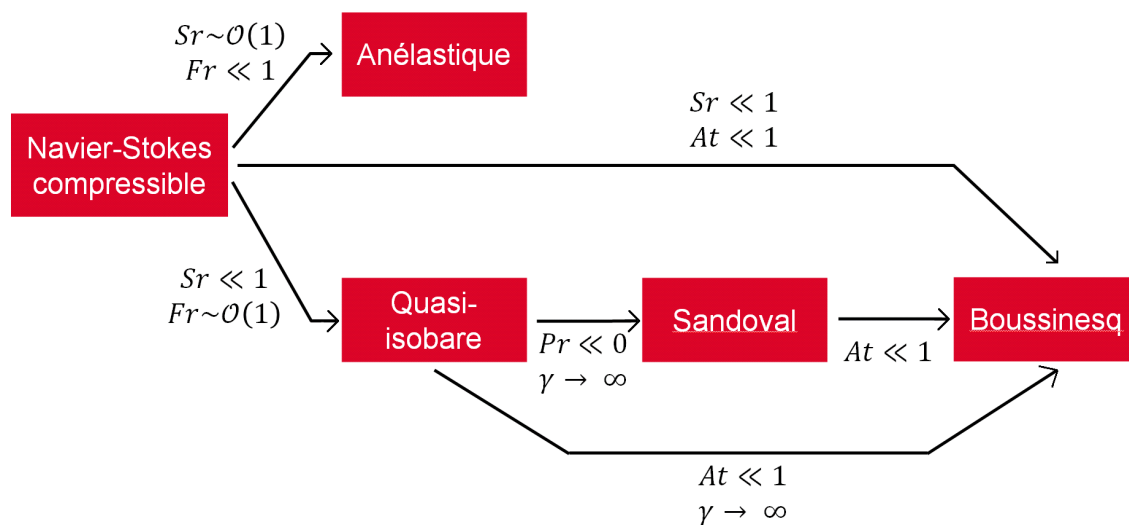 𝑆𝑟~𝒪(1)
𝐹𝑟 ≪ 1
Anélastique
Navier-Stokes
compressible
𝑆𝑟 ≪ 1
𝐴𝑡 ≪ 1
𝑆𝑟 ≪ 1
𝐹𝑟~𝒪(1)
Quasi-
isobare
𝑃𝑟 ≪ 0
𝛾 → ∞
Sandoval
𝐴𝑡 ≪ 1
Boussinesq
𝐴𝑡 ≪ 1
𝛾 → ∞